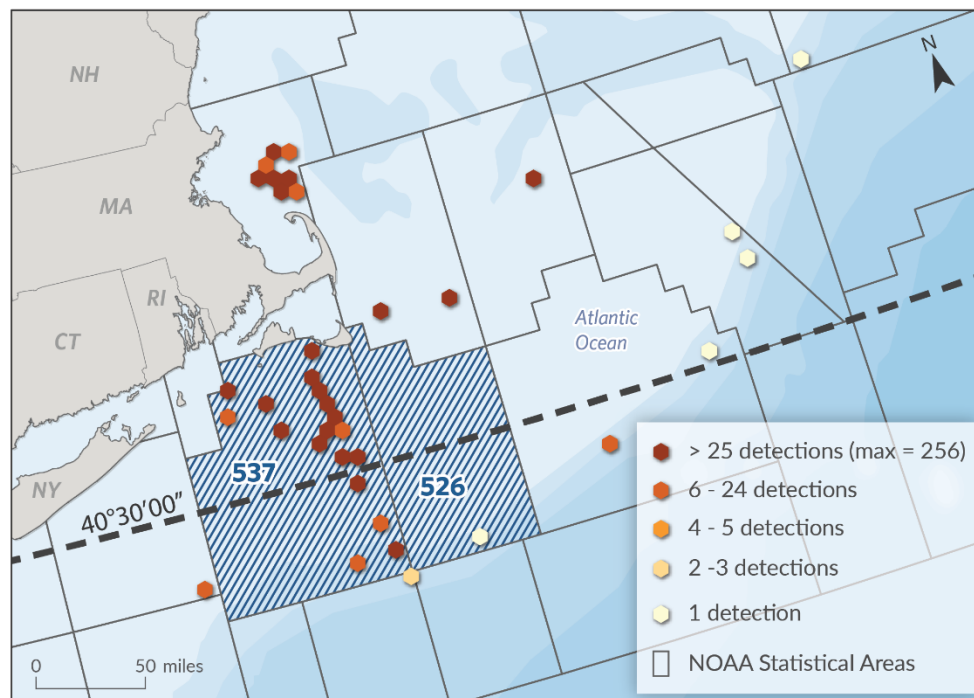 N
NH
MA
RI
CT
NY
Atlantic
Ocean
537
526
40°30’00”
> 25 detections (max = 256)
6 - 24 detections
4 - 5 detections
2 -3 detections
1 detection
NOAA Statistical Areas
0 50 miles